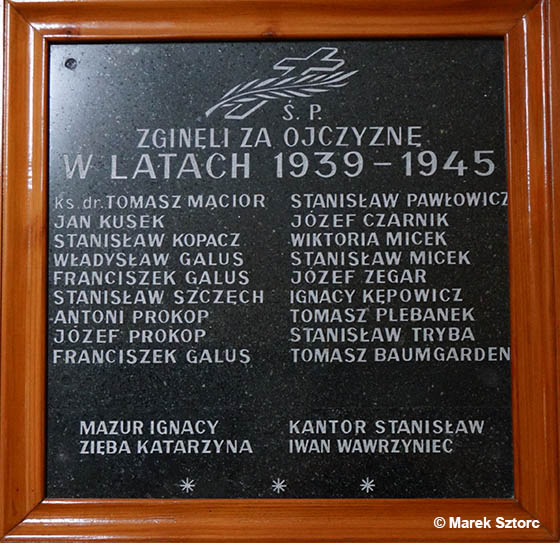 Ś. P.
ZGINĘLI ZA OJCZYZNĘ
W LATACH 1939 - 1945
ks. dr. TOMASZ MĄCIOR
JAN KUSEK
STANISŁAW KOPACZ
WŁADYSŁAW GALUS
FRANCISZEK GALUS
STANISŁAW SZCZĘCH
ANTONI PROKOP
JÓZEF PROKOP
FRANCISZEK GALUS
STANISŁAW PAWŁOWICZ
JÓZEF CZARNIK
WIKTORIA MICEK
STANISŁAW MICEK
JÓZEF ZEGAR
IGNACY KĘPOWICZ
TOMASZ PLEBANEK
STANISŁAW TRYBA
TOMASZ BAUMGARDEN
MAZUR IGNACY
ZIĘBA KATARZYNA
KANTOR STANISŁAW
IWAN WAWRZYNIEC
* * *
© Marek Sztorc